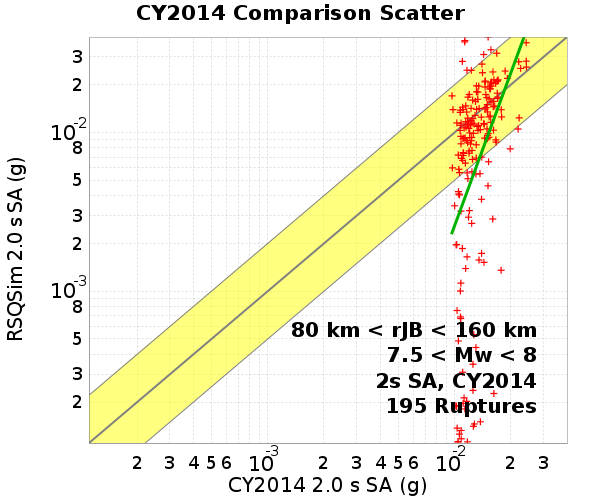 CY2014 Comparison Scatter
RSQSim 2.0 s SA (g)
3
2
10-2
8
5
3
2
10-3
8
5
3
2
80 km < rJB < 160 km
7.5 < Mw < 8
2s SA, CY2014
195 Ruptures
2 3 4 5 6 10-3 2 3 4 5 6 8 10-2 2 3
CY2014 2.0 s SA (g)